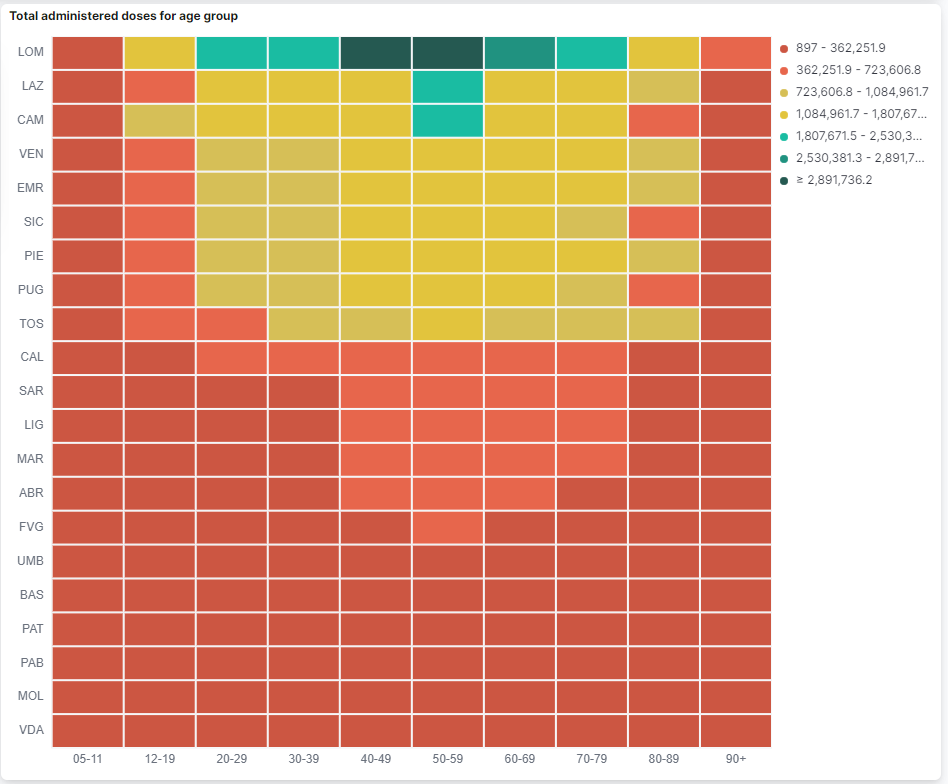 Total administered doses for age group
LOM
LAZ
CAM
VEN
EMR
SIC
PIE
PUG
TOS
CAL
SAR
LIG
MAR
ABR
FVG
UMB
BAS
PAT
PAB
MOL
VDA
05-11 12-19 20-29 30-39 40-49 50-59 60-69 70-79 80-89 90+
897 - 362,251.9
362,251.9 - 723,606.8
723,606.8 - 1,084,961.7
1,084,961.7 - 1,807,67...
1,807,671.5 - 2,530,3...
2,530,381.3 - 2,891,7...
≥ 2,891,736.2